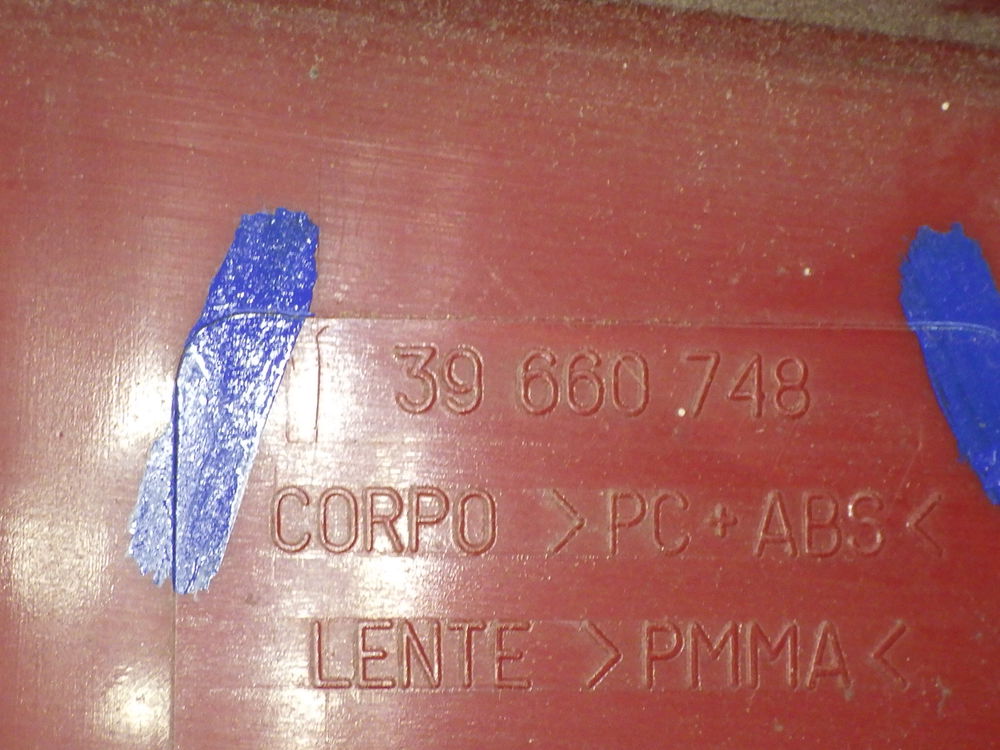 39 660 748
CORPO >PC+ABS<
LENTE >PMMA<